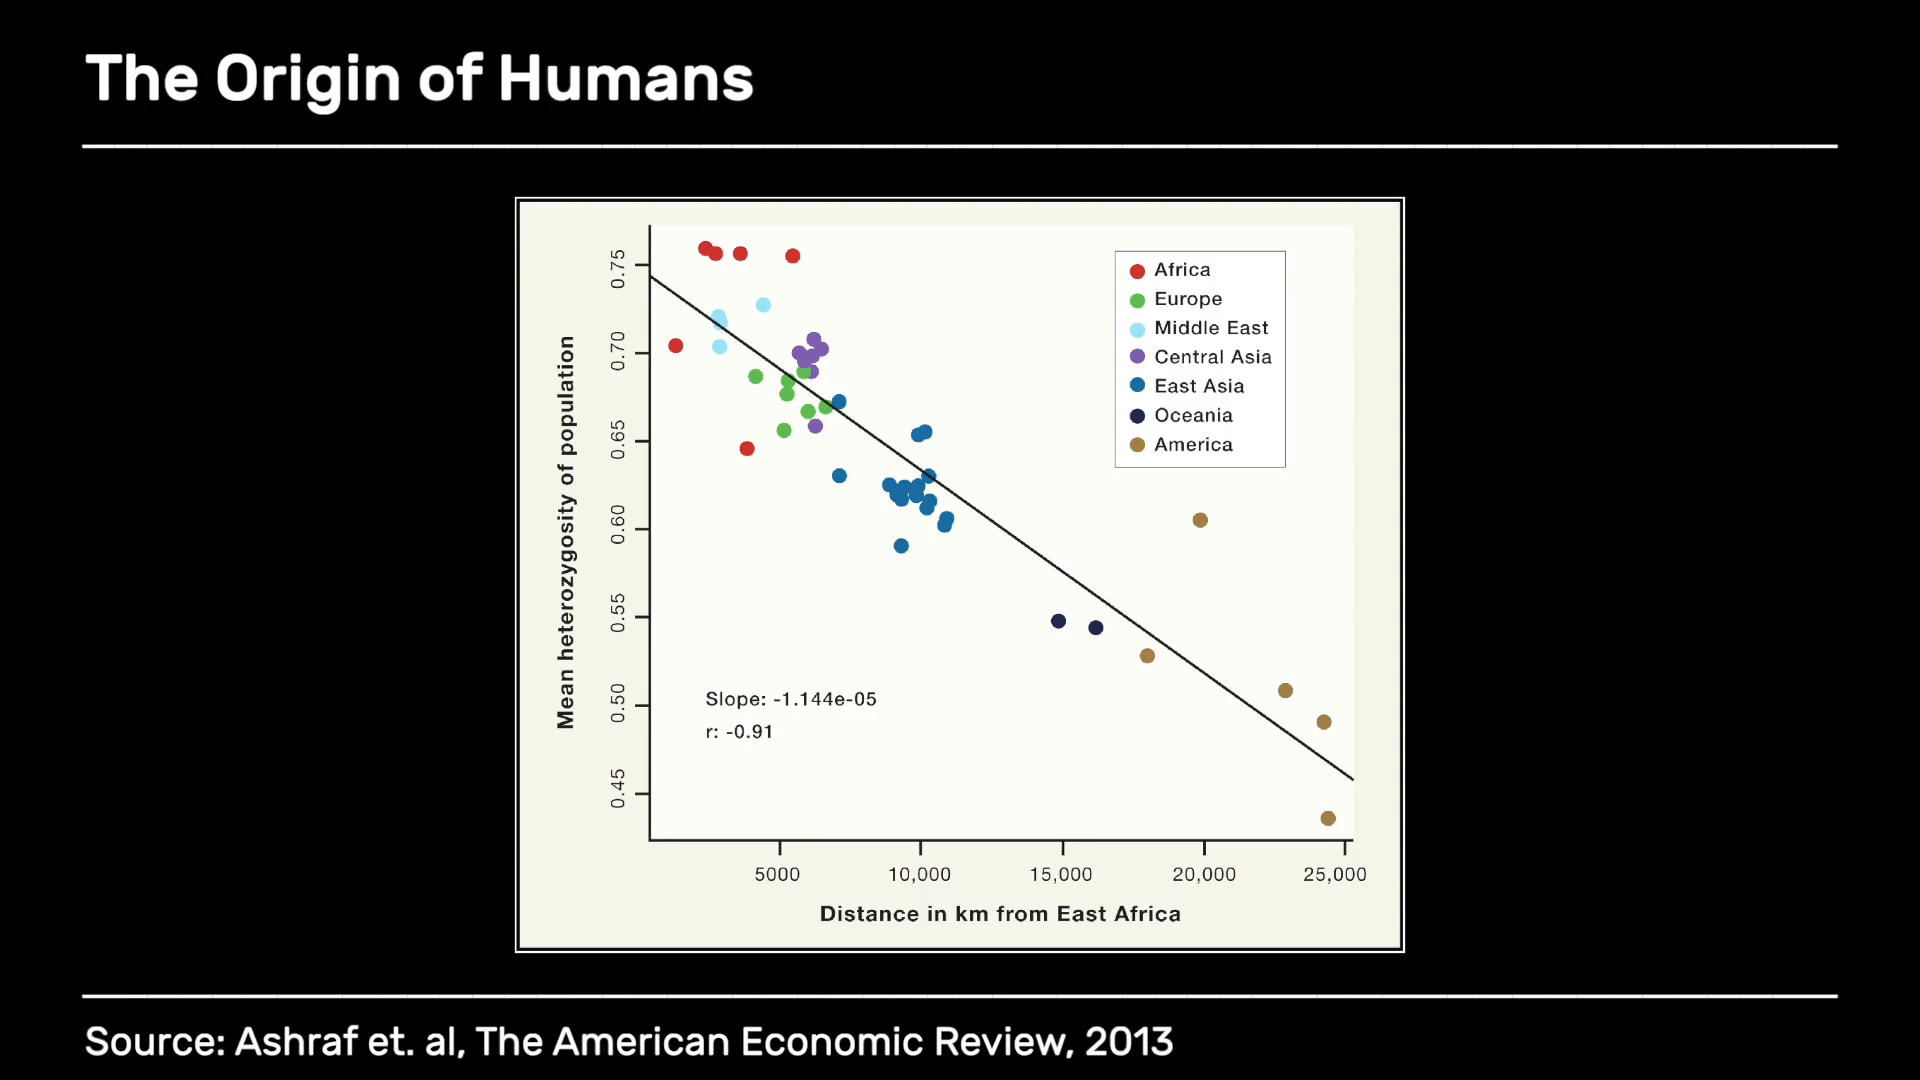 The Origin of Humans
Mean heterozygosity of population
0.75
0.70
0.65
0.60
0.55
0.50
0.45
Africa
Europe
Middle East
Central Asia
East Asia
Oceania
America
Slope: -1.144e-05
r: -0.91
5000 10,000 15,000 20,000 25,000
Distance in km from East Africa
Source: Ashraf et. al, The American Economic Review, 2013